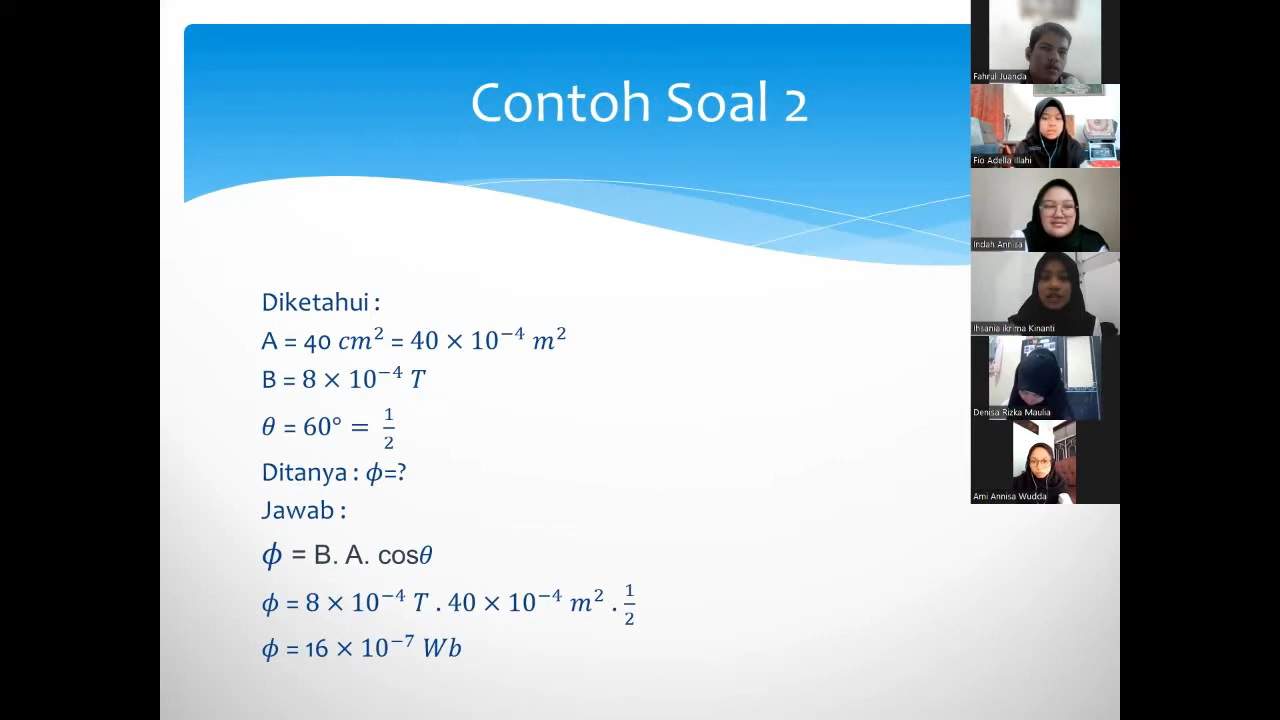 Contoh Soal 2
Diketahui :
A = 40 cm² = 40 × 10⁻⁴ m²
B = 8 × 10⁻⁴ T
θ = 60° = 1/2
Ditanya : ϕ=?
Jawab :
ϕ = B. A. cosθ
ϕ = 8 × 10⁻⁴ T . 40 × 10⁻⁴ m² . 1/2
ϕ = 16 × 10⁻⁷ Wb
Fahrul Juanda
Fio Adella Illahi
Indah Annisa
Ihsania ikrima Kinanti
Denisa Rizka Maulia
Ami Annisa Wudda